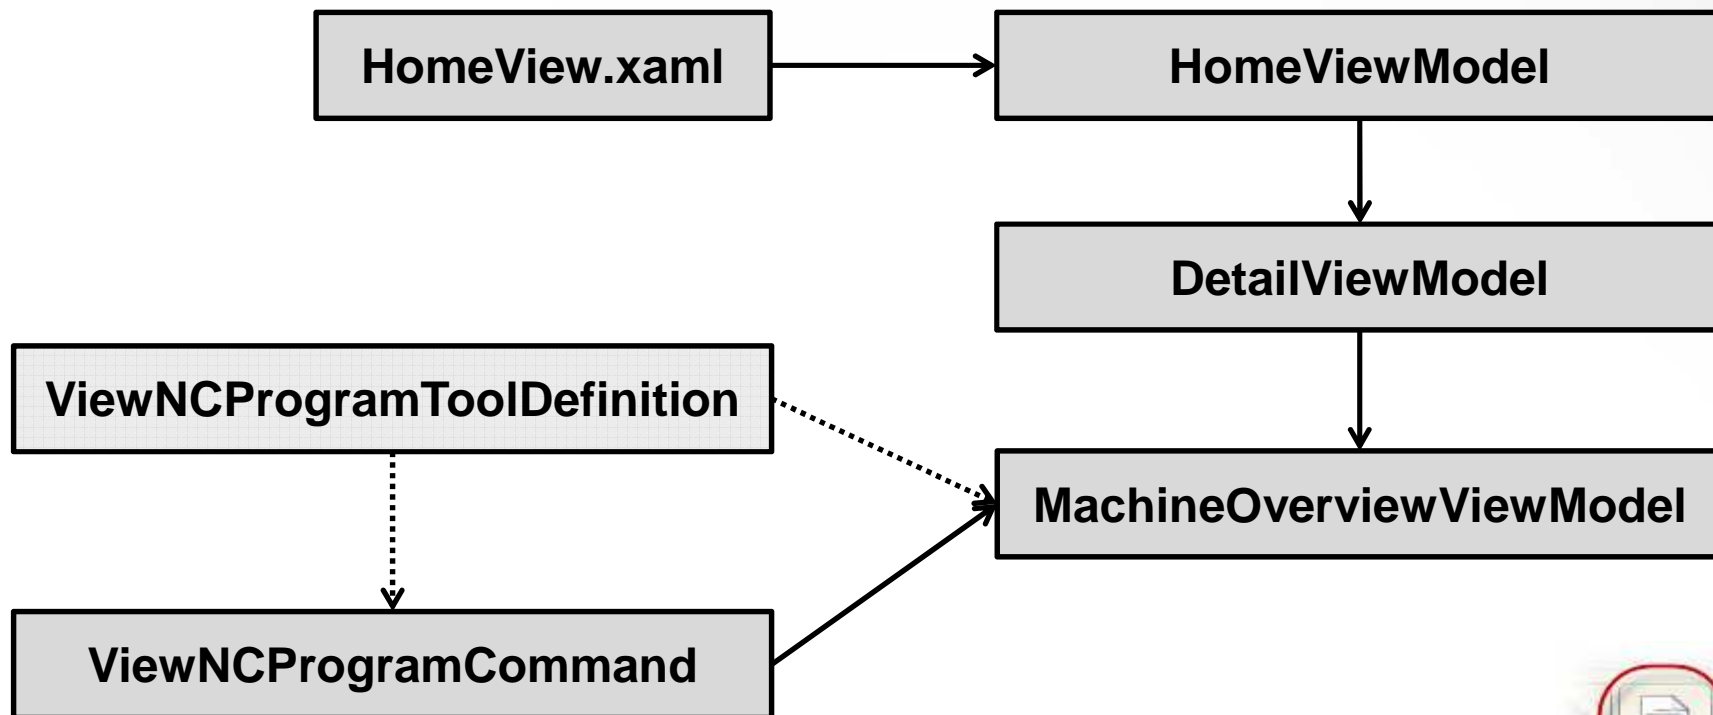 HomeView.xaml
HomeViewModel
DetailViewModel
ViewNCProgramToolDefinition
MachineOverviewViewModel
ViewNCProgramCommand